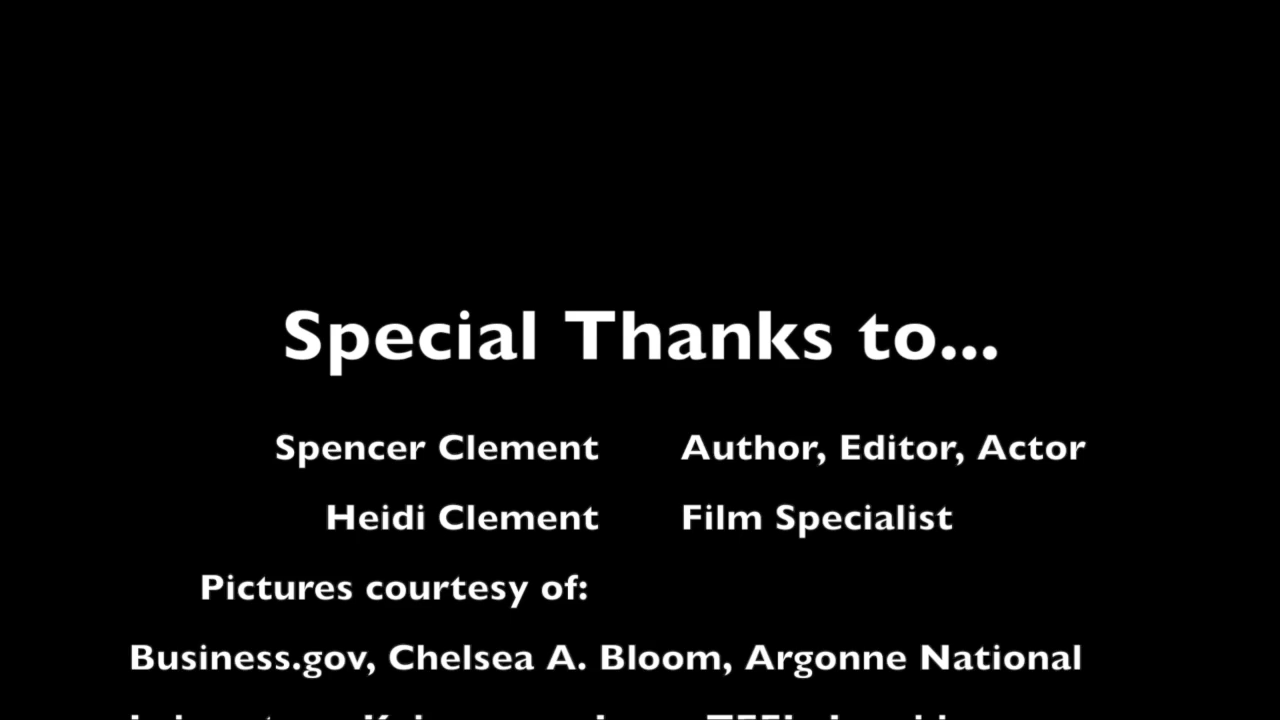 Special Thanks to...
Spencer Clement Author, Editor, Actor
Heidi Clement Film Specialist
Pictures courtesy of:
Business.gov, Chelsea A. Bloom, Argonne National